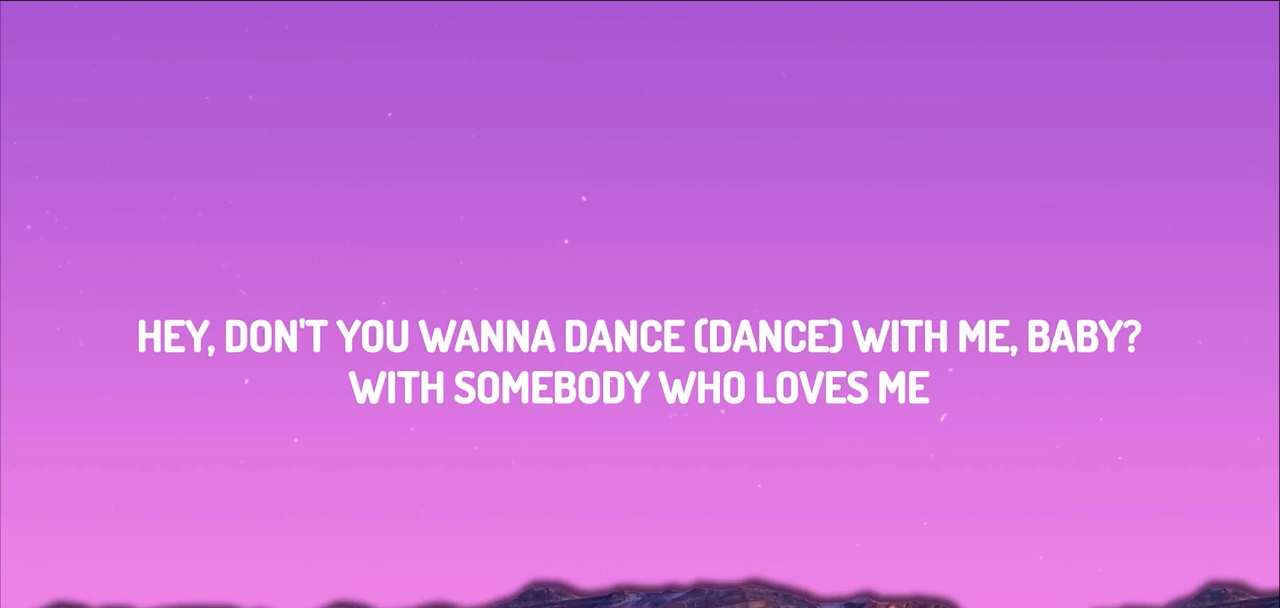 HEY, DON'T YOU WANNA DANCE (DANCE) WITH ME, BABY?
WITH SOMEBODY WHO LOVES ME